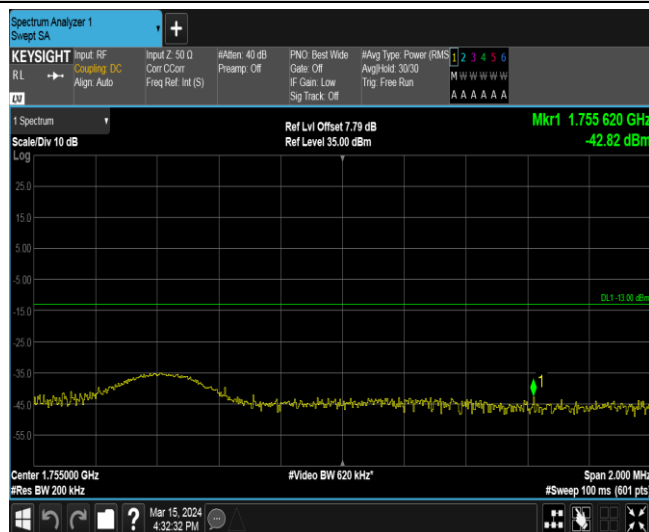 Spectrum Analyzer 1
Swept SA
+
KEYSIGHT Input: RF Input Z: 50 Ω #Atten: 40 dB PNO: Best Wide #Avg Type: Power (RMS 1 2 3 4 5 6
RL Coupling: DC Corr CCorr Preamp: Off Gate: Off Avg|Hold: 30/30 M W W W W W
Align: Auto Freq Ref: Int (S) IF Gain: Low Trig: Free Run
Sig Track: Off A A A A A A
LXI
1 Spectrum Ref Lvl Offset 7.79 dB Mkr1 1.755 620 GHz
Scale/Div 10 dB Ref Level 35.00 dBm -42.82 dBm
Log
25.0
15.0
5.00
-5.00
DL1 -13.00 dBm
-15.0
-25.0
-35.0
1
-45.0
-55.0
Center 1.755000 GHz #Video BW 620 kHz* Span 2.000 MHz
#Res BW 200 kHz #Sweep 100 ms (601 pts)
? Mar 15, 2024
4:32:32 PM